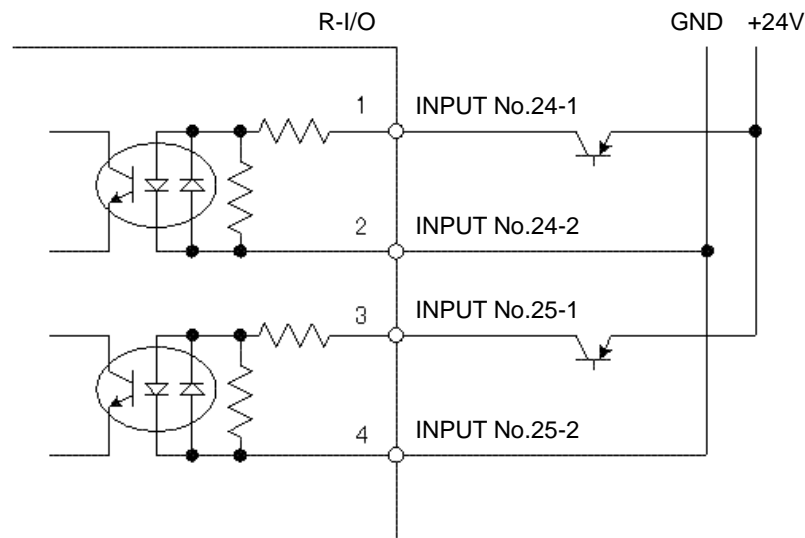 R-I/O GND +24V
1 INPUT No.24-1
2 INPUT No.24-2
3 INPUT No.25-1
4 INPUT No.25-2